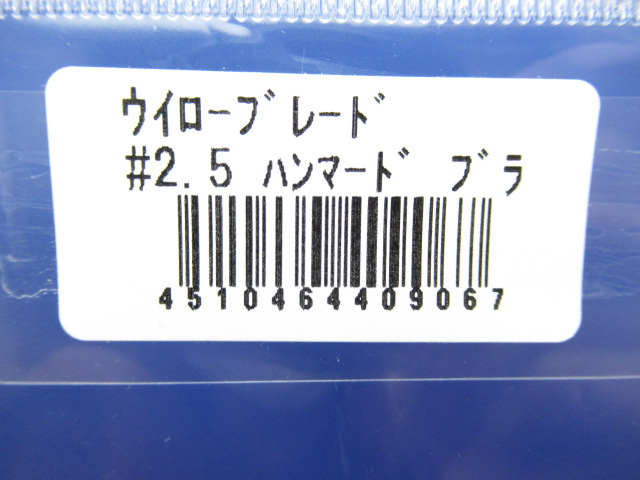 ｳｲﾛｰﾌﾞﾚｰﾄﾞ
#2.5 ﾊﾝﾏｰﾄﾞ ﾌﾞﾗ
4510464409067